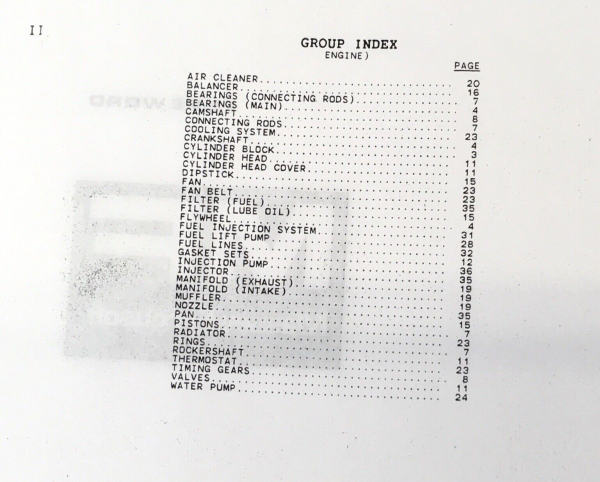 II
GROUP INDEX
ENGINE)
PAGE
AIR CLEANER 20
BALANCER 16
BEARINGS (CONNECTING RODS) 7
BEARINGS (MAIN) 4
CAMSHAFT 8
CONNECTING RODS 7
COOLING SYSTEM 23
CRANKSHAFT 4
CYLINDER BLOCK 3
CYLINDER HEAD 11
CYLINDER HEAD COVER 11
DIPSTICK 15
FAN 23
FAN BELT 23
FILTER (FUEL) 35
FILTER (LUBE OIL) 15
FLYWHEEL 4
FUEL INJECTION SYSTEM 31
FUEL LIFT PUMP 28
FUEL LINES 32
GASKET SETS 12
INJECTION PUMP 36
INJECTOR 35
MANIFOLD (EXHAUST) 19
MANIFOLD (INTAKE) 19
MUFFLER 19
NOZZLE 35
PAN 15
PISTONS 7
RADIATOR 23
RINGS 7
ROCKERSHAFT 11
THERMOSTAT 23
TIMING GEARS 8
VALVES 11
WATER PUMP 24